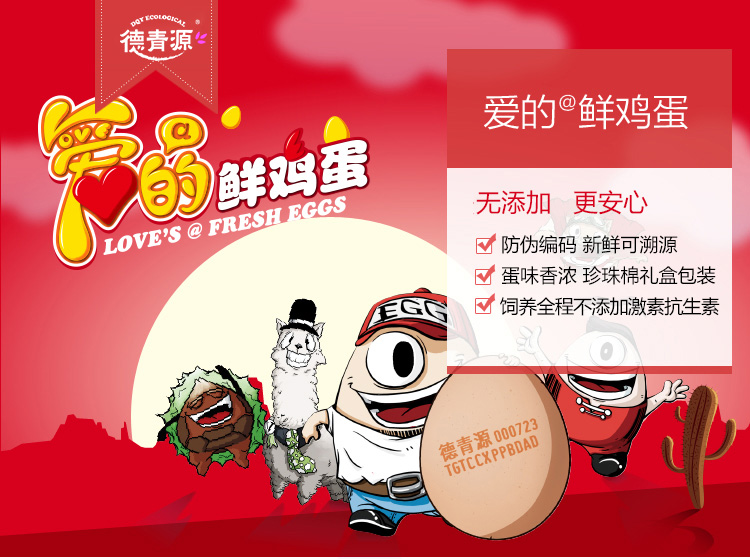 DQY ECOLOGICAL
德青源®
Love
爱@的鲜鸡蛋
LOVE'S @ FRESH EGGS
爱的@鲜鸡蛋
无添加 更安心
防伪编码 新鲜可溯源
蛋味香浓 珍珠棉礼盒包装
饲养全程不添加激素抗生素
EGG
德青源 000723
TGTCCXPPBDAD